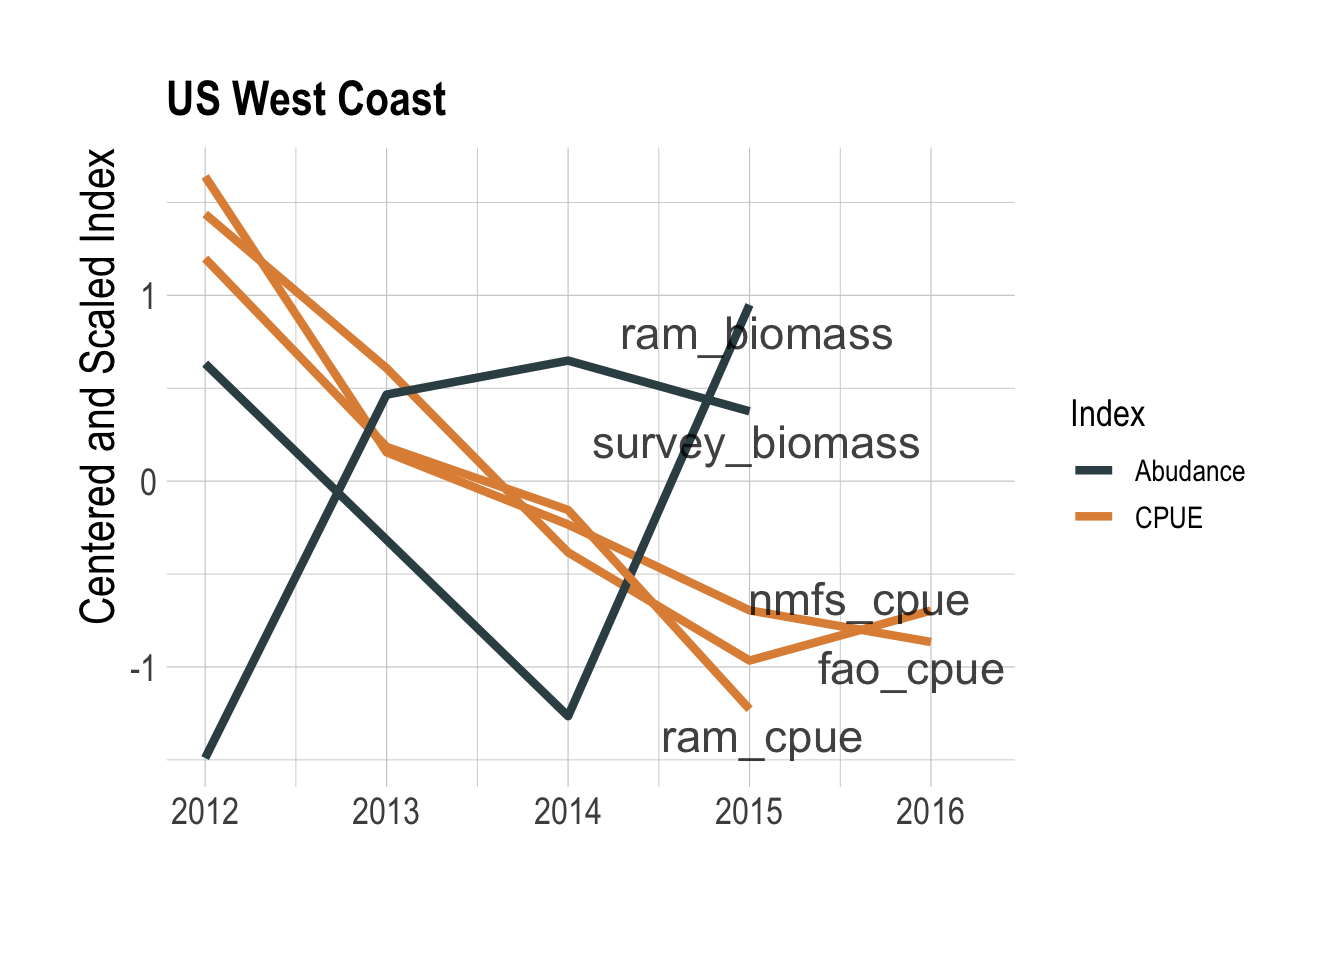 US West Coast
Centered and Scaled Index
1
0
-1
ram_biomass
survey_biomass
nmfs_cpue
fao_cpue
ram_cpue
2012 2013 2014 2015 2016
Index
Abudance
CPUE